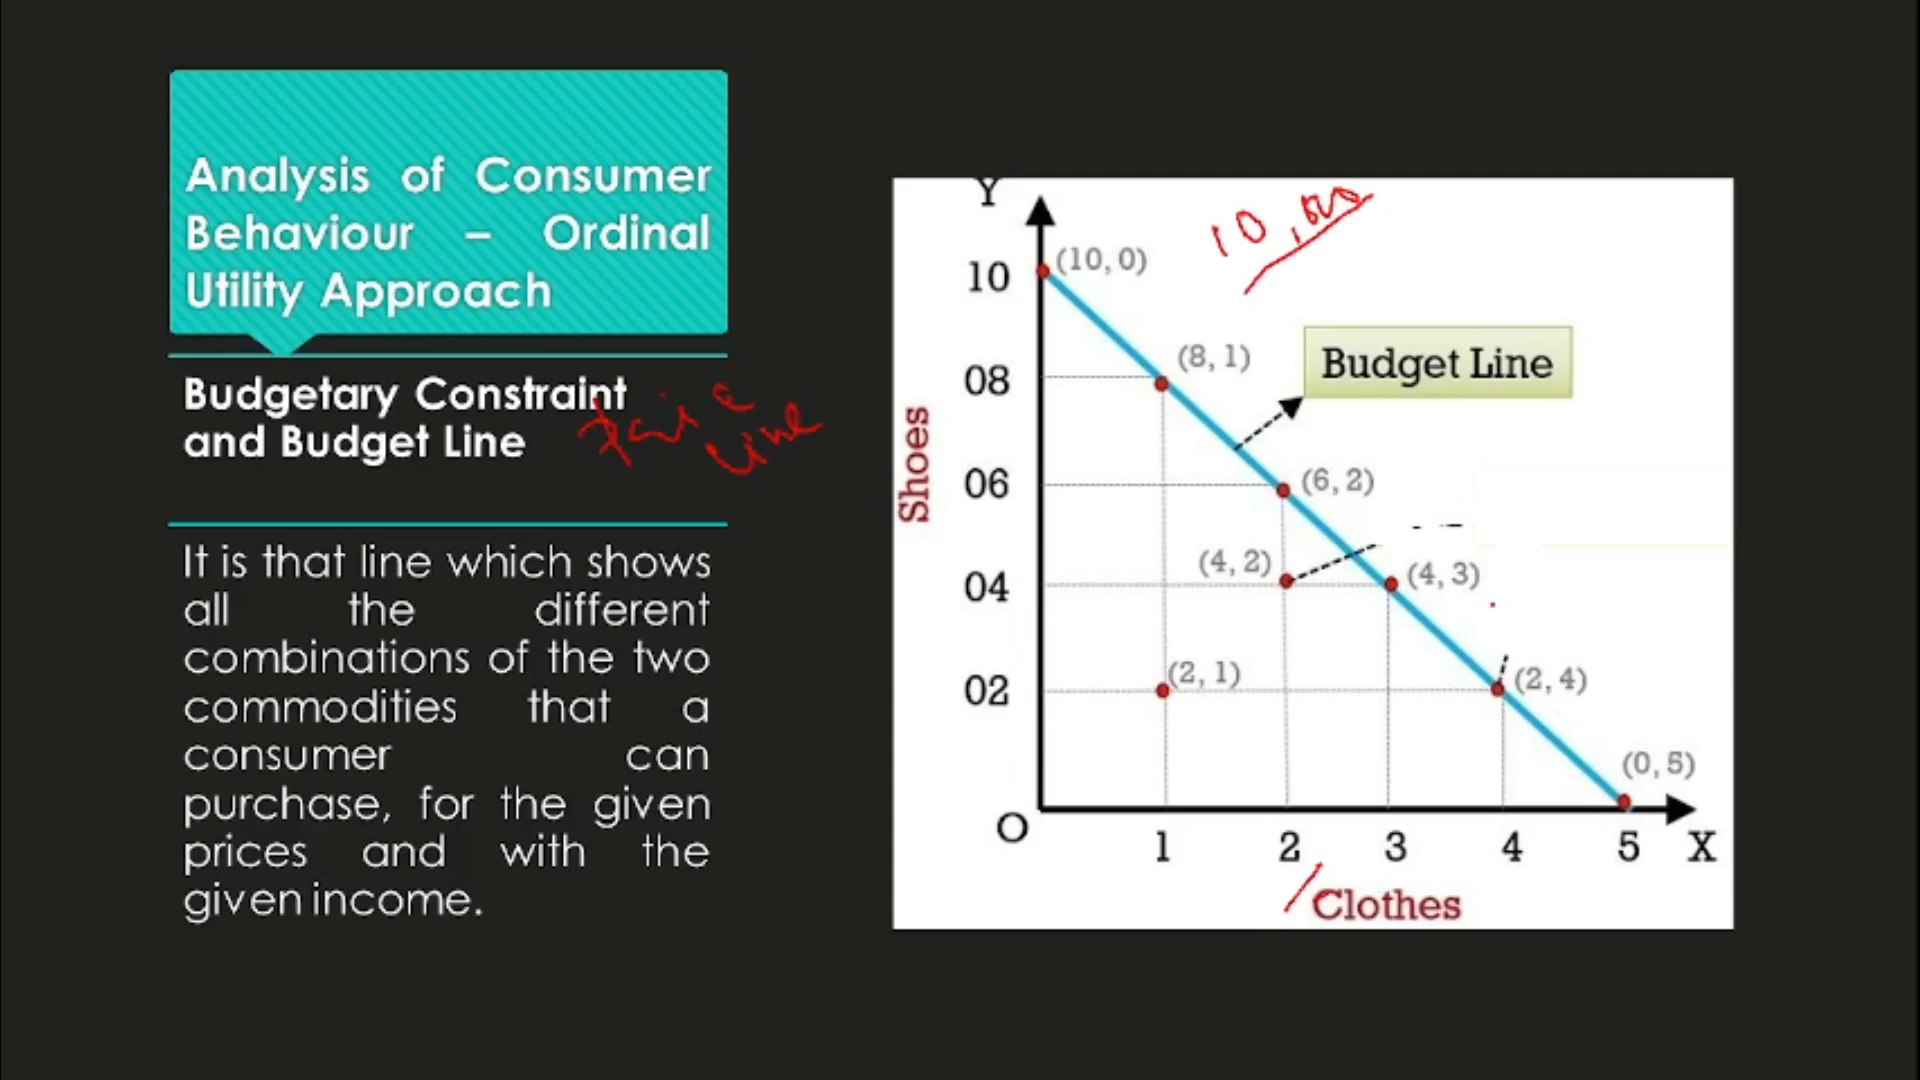 Analysis of Consumer
Behaviour – Ordinal
Utility Approach
Budgetary Constraint
and Budget Line
line
It is that line which shows
all the different
combinations of the two
commodities that a
consumer can
purchase, for the given
prices and with the
given income.
Y
10,000
10
(10, 0)
(8, 1)
Budget Line
08
Shoes
06
(6, 2)
(4, 2)
(4, 3)
04
(2, 1)
(2, 4)
02
(0, 5)
O
1 2 3 4 5 X
Clothes